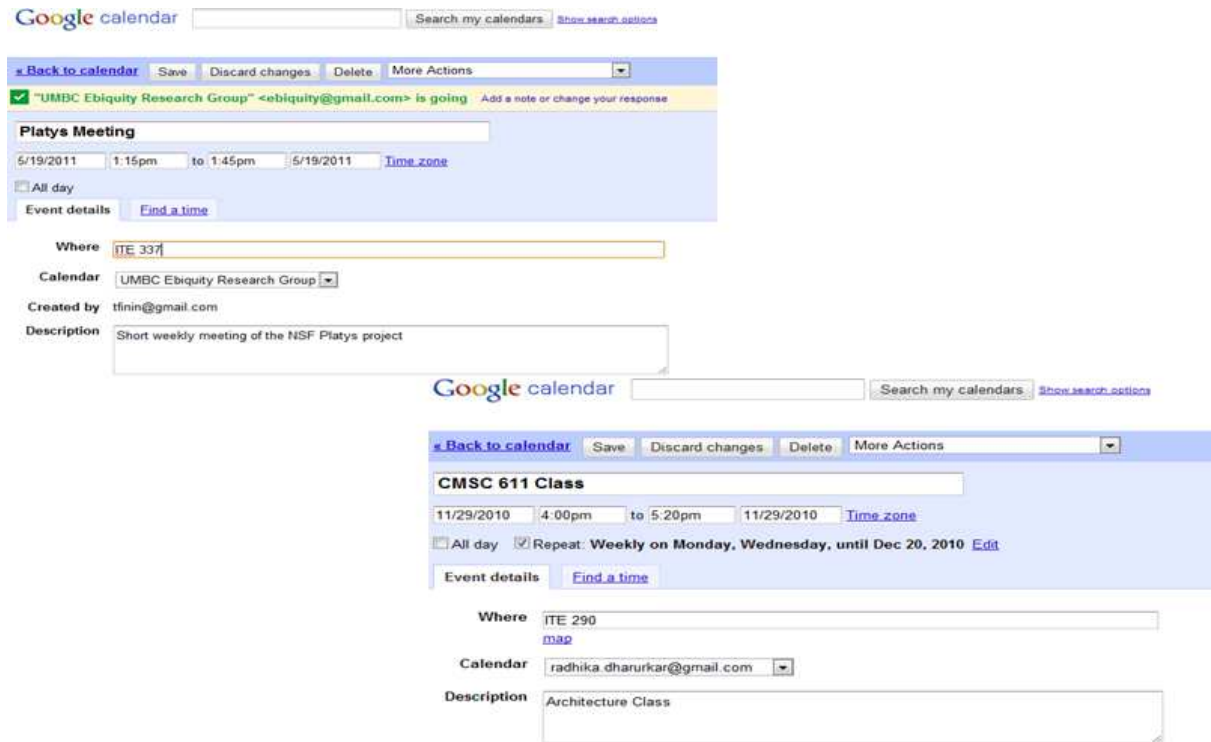 Google calendar Search my calendars Show search options
« Back to calendar Save Discard changes Delete More Actions
"UMBC Ebiquity Research Group" <ebiquity@gmail.com> is going Add a note or change your response
Platys Meeting
5/19/2011 1:15pm to 1:45pm 5/19/2011 Time zone
All day
Event details Find a time
Where ITE 337
Calendar UMBC Ebiquity Research Group
Created by tfinin@gmail.com
Description Short weekly meeting of the NSF Platys project
Google calendar Search my calendars Show search options
« Back to calendar Save Discard changes Delete More Actions
CMSC 611 Class
11/29/2010 4:00pm to 5:20pm 11/29/2010 Time zone
All day Repeat: Weekly on Monday, Wednesday, until Dec 20, 2010 Edit
Event details Find a time
Where ITE 290
map
Calendar radhika.dharurkar@gmail.com
Description Architecture Class